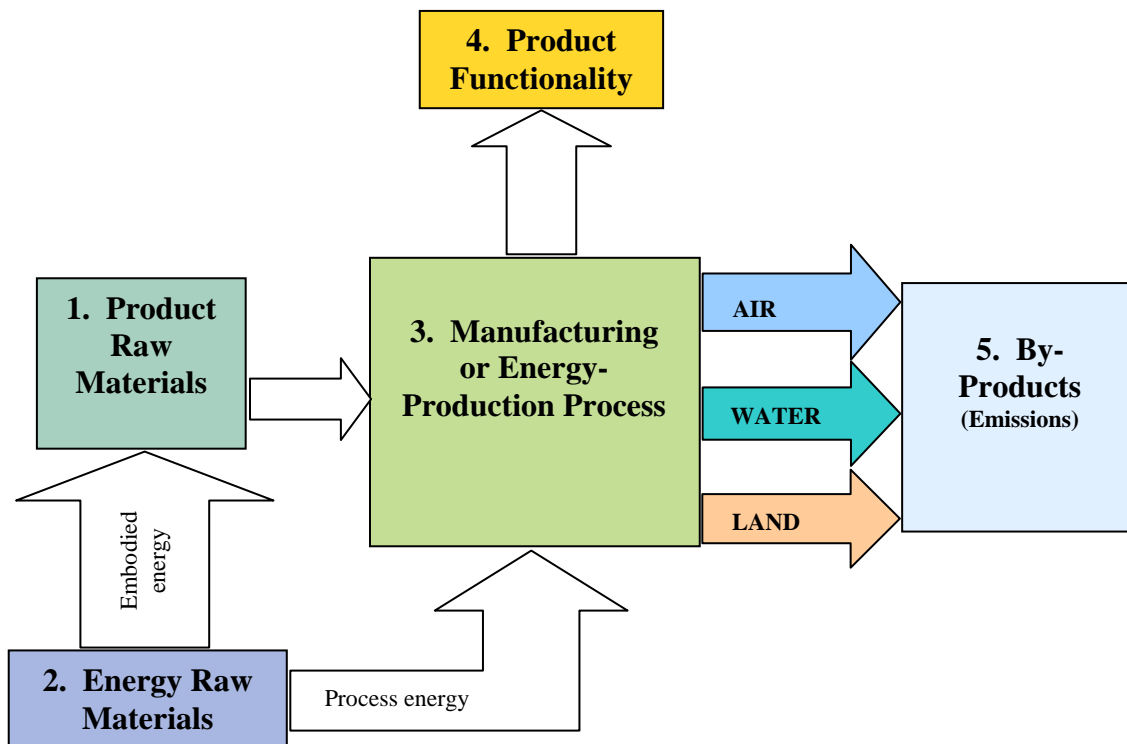 4. Product
Functionality
1. Product
Raw
Materials
3. Manufacturing
or Energy-
Production Process
AIR
WATER
LAND
5. By-
Products
(Emissions)
Embodied
energy
2. Energy Raw
Materials
Process energy